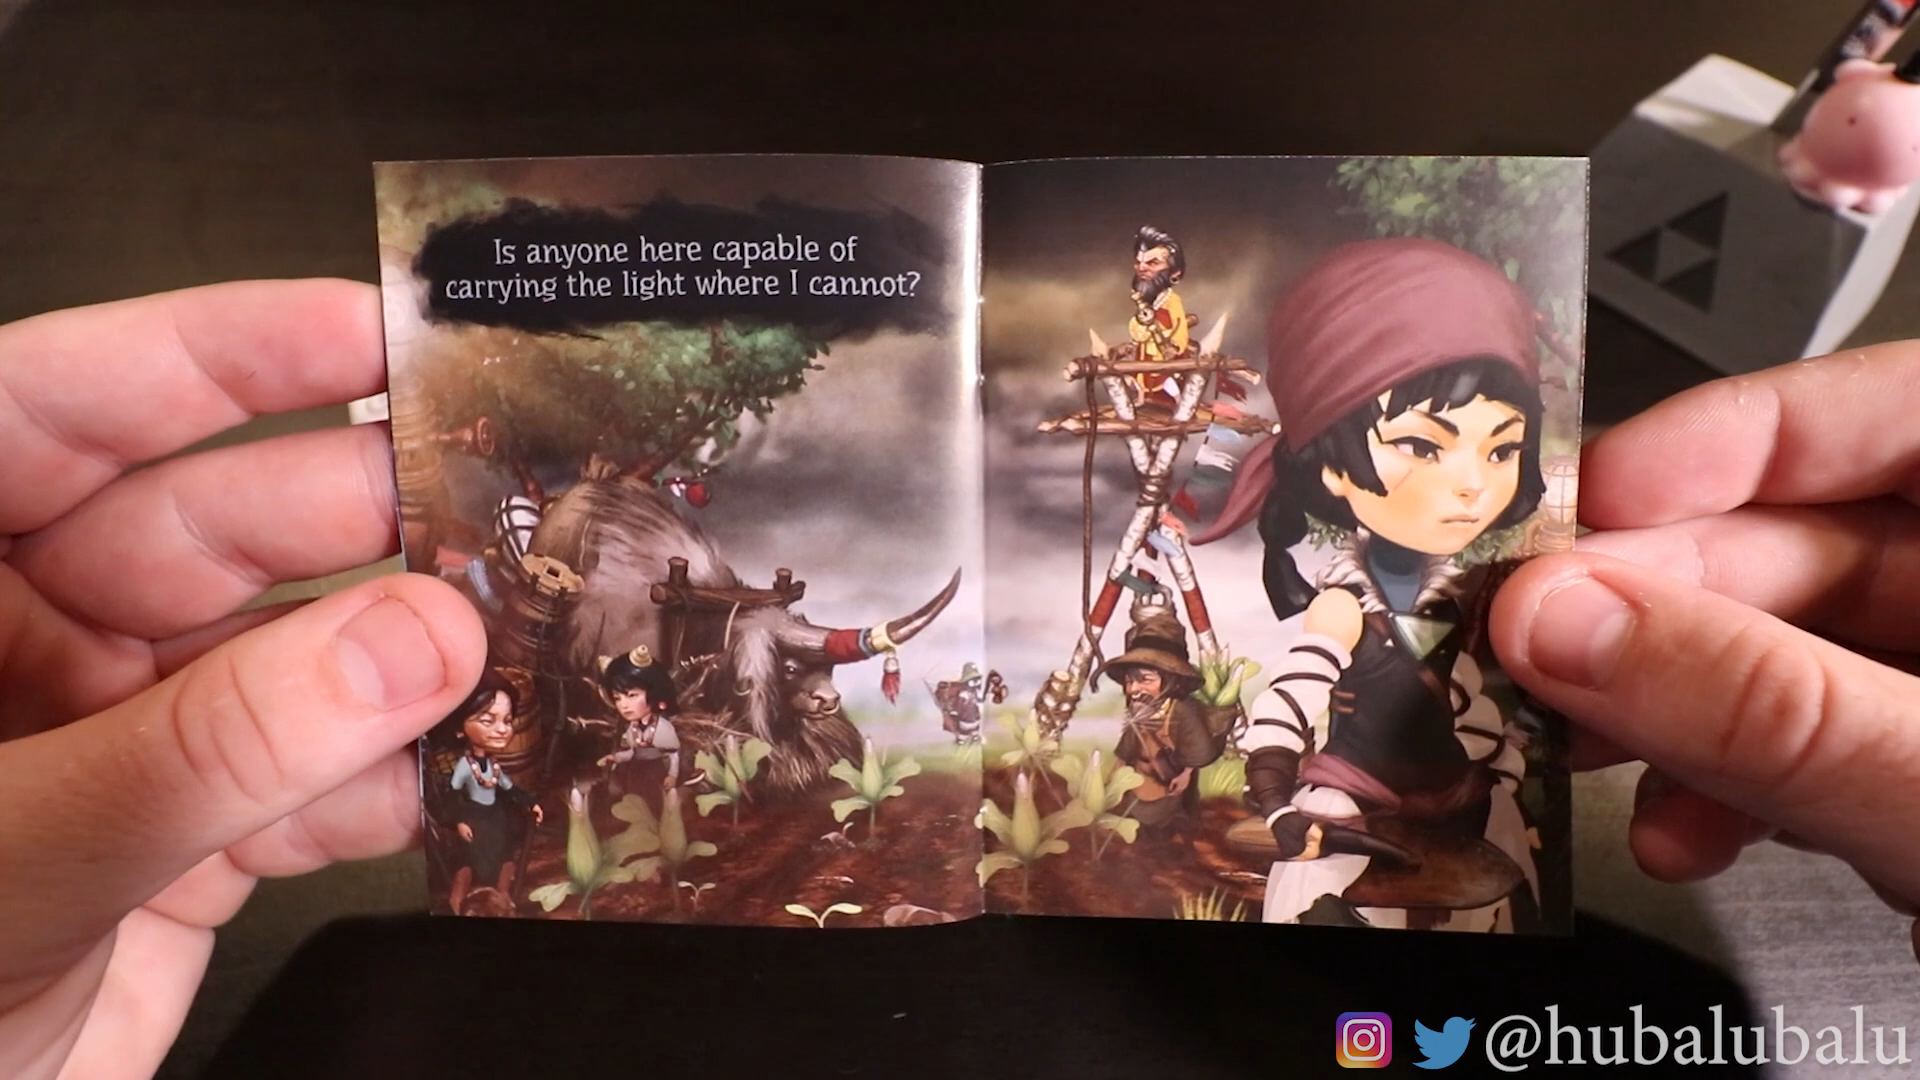 Is anyone here capable of
carrying the light where I cannot?
@hubalubalu